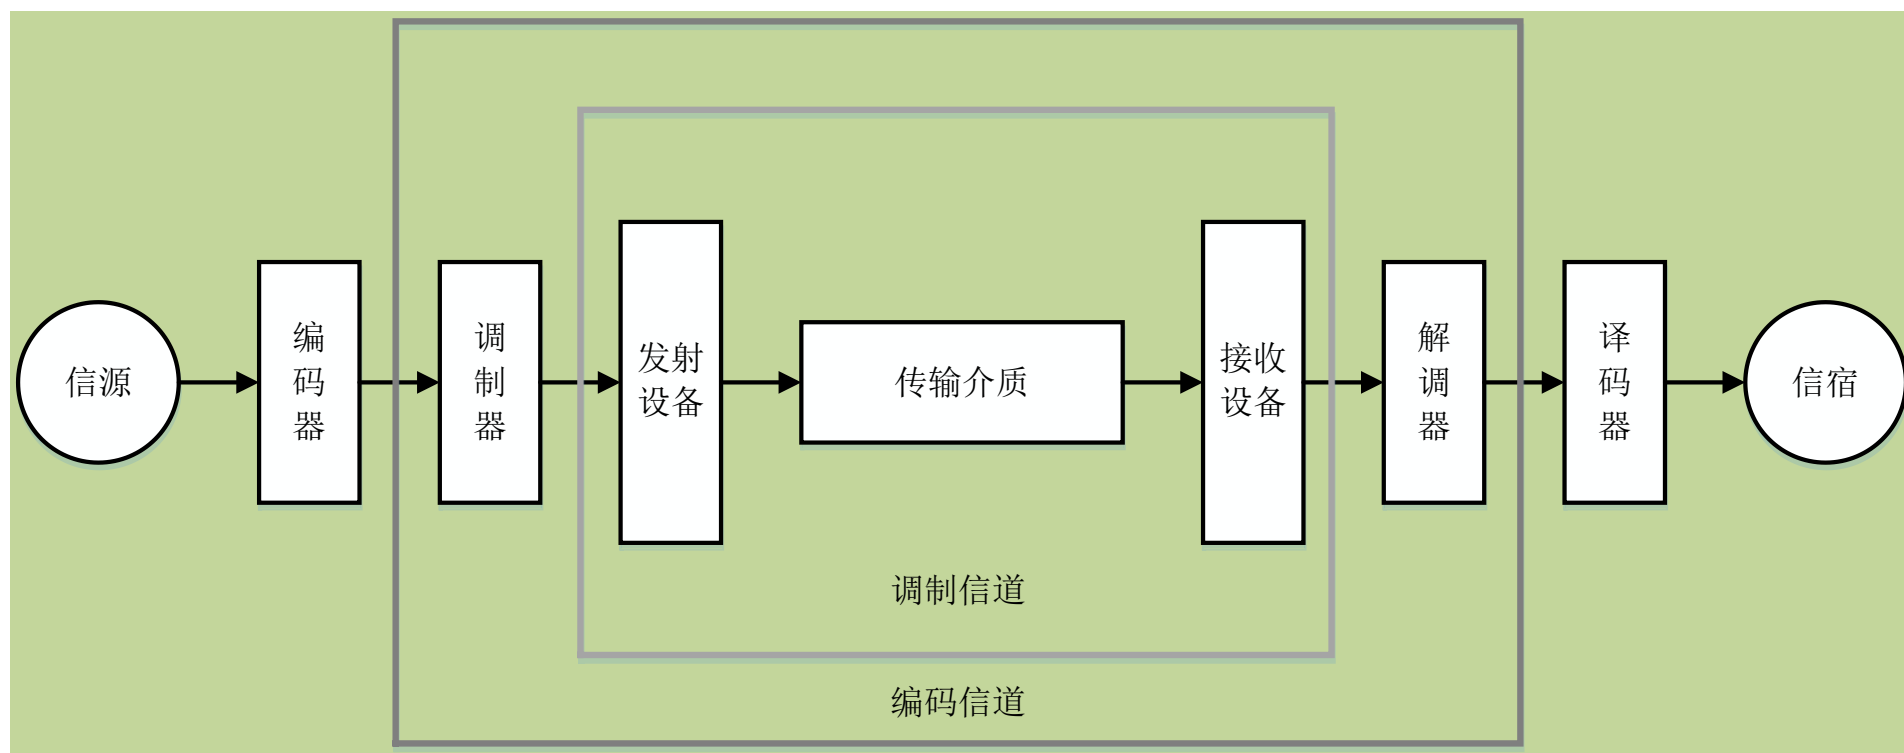 信源
编
码
器
调
制
器
发射
设备
传输介质
接收
设备
解
调
器
译
码
器
信宿
调制信道
编码信道